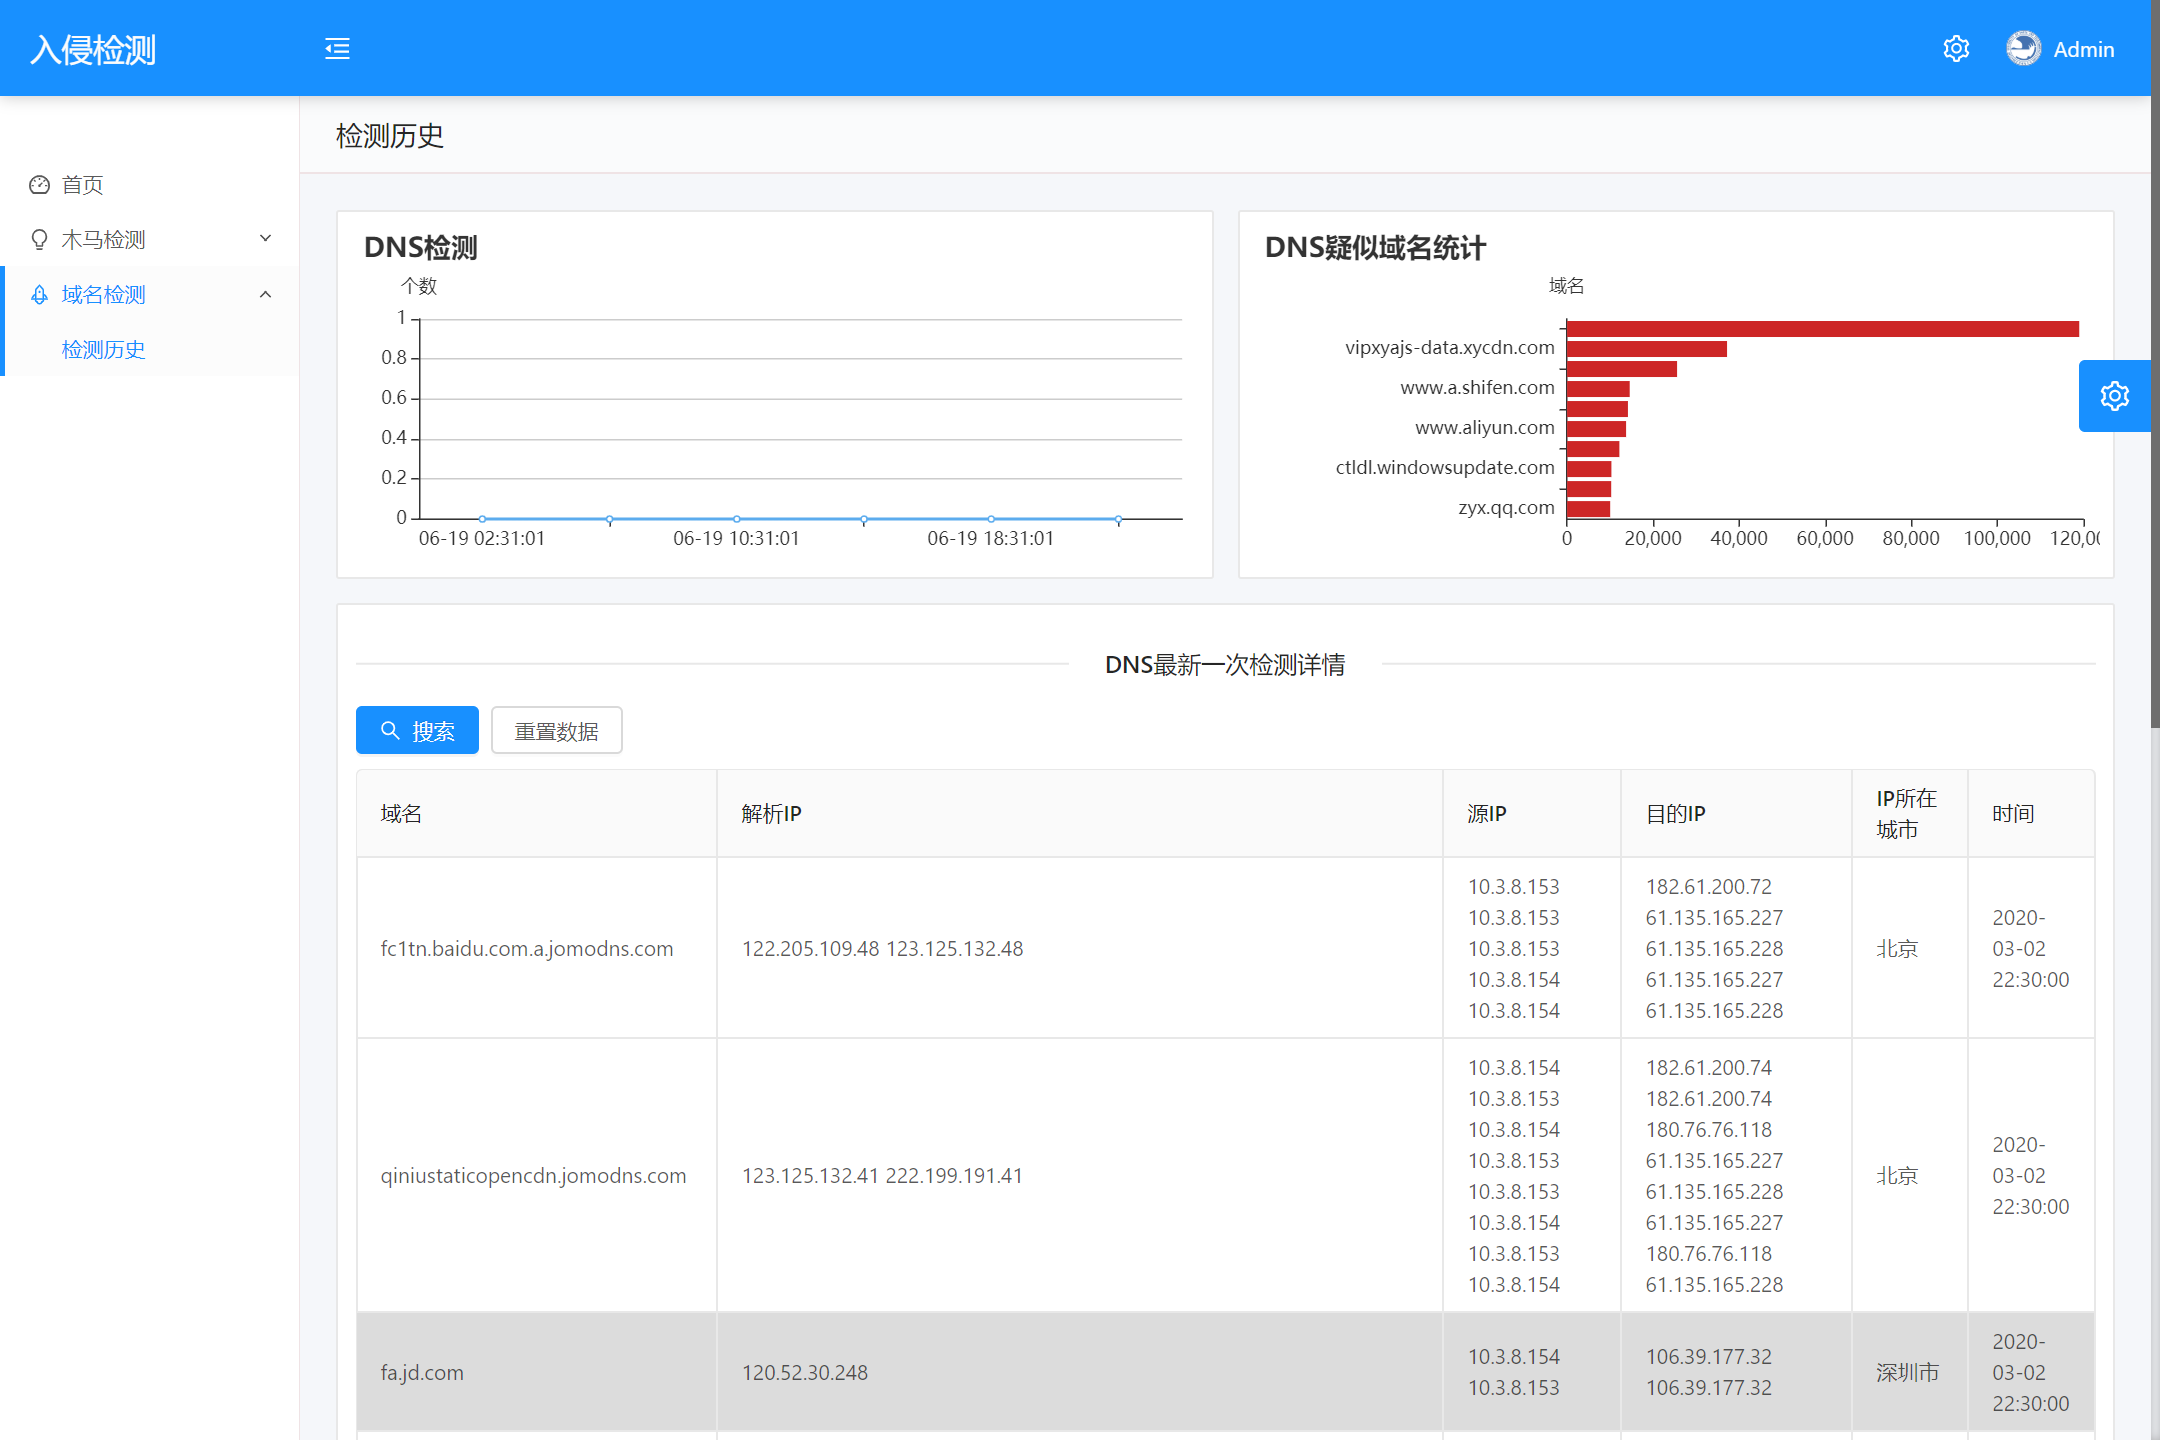 入侵检测
Admin
首页
木马检测
域名检测
检测历史
检测历史
DNS检测
个数
1
0.8
0.6
0.4
0.2
0
06-19 02:31:01
06-19 10:31:01
06-19 18:31:01
DNS疑似域名统计
域名
vipxyajs-data.xycdn.com
www.a.shifen.com
www.aliyun.com
ctldl.windowsupdate.com
zyx.qq.com
0
20,000
40,000
60,000
80,000
100,000
120,0
DNS最新一次检测详情
搜索
重置数据
域名
解析IP
源IP
目的IP
IP所在
城市
时间
fc1tn.baidu.com.a.jomodns.com
122.205.109.48 123.125.132.48
10.3.8.153
10.3.8.153
10.3.8.153
10.3.8.154
10.3.8.154
182.61.200.72
61.135.165.227
61.135.165.228
61.135.165.227
61.135.165.228
北京
2020-
03-02
22:30:00
qiniustaticopencdn.jomodns.com
123.125.132.41 222.199.191.41
10.3.8.154
10.3.8.153
10.3.8.154
10.3.8.153
10.3.8.153
10.3.8.154
10.3.8.153
10.3.8.154
182.61.200.74
182.61.200.74
180.76.76.118
61.135.165.227
61.135.165.228
61.135.165.227
180.76.76.118
61.135.165.228
北京
2020-
03-02
22:30:00
fa.jd.com
120.52.30.248
10.3.8.154
10.3.8.153
106.39.177.32
106.39.177.32
深圳市
2020-
03-02
22:30:00